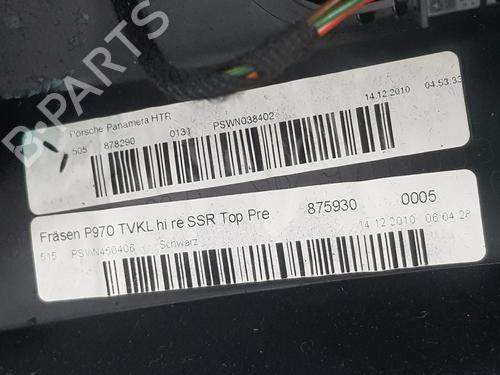 B-PARTS
Porsche Panamera HTR 14.12.2010 04:53:33
505 878290 0131 PSWN038402
Fräsen P970 TVKL hi re SSR Top Pre 875930 0005
515 PSWN450406 Schwarz 14.12.2010 06:04:28